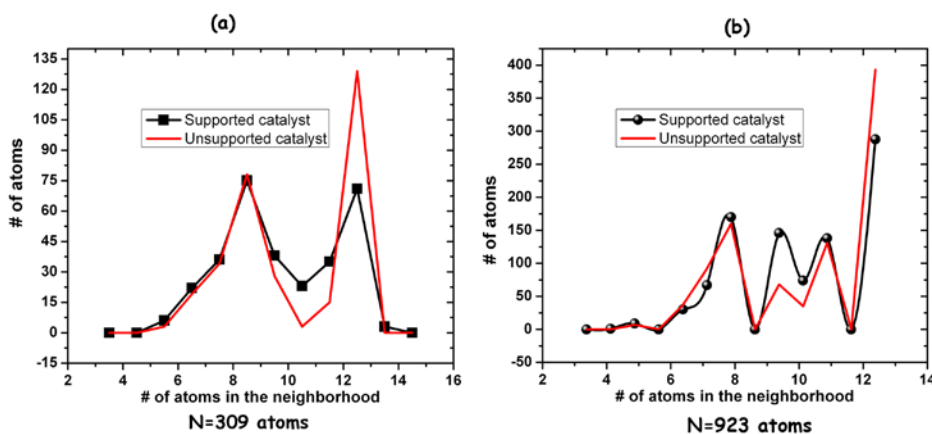 (a)
135
120
105
90
75
60
45
30
15
0
-15
# of atoms
Supported catalyst
Unsupported catalyst
2 4 6 8 10 12 14 16
# of atoms in the neighborhood
N=309 atoms
(b)
400
350
300
250
200
150
100
50
0
-50
# of atoms
Supported catalyst
Unsupported catalyst
2 4 6 8 10 12 14
# of atoms in the neighborhood
N=923 atoms